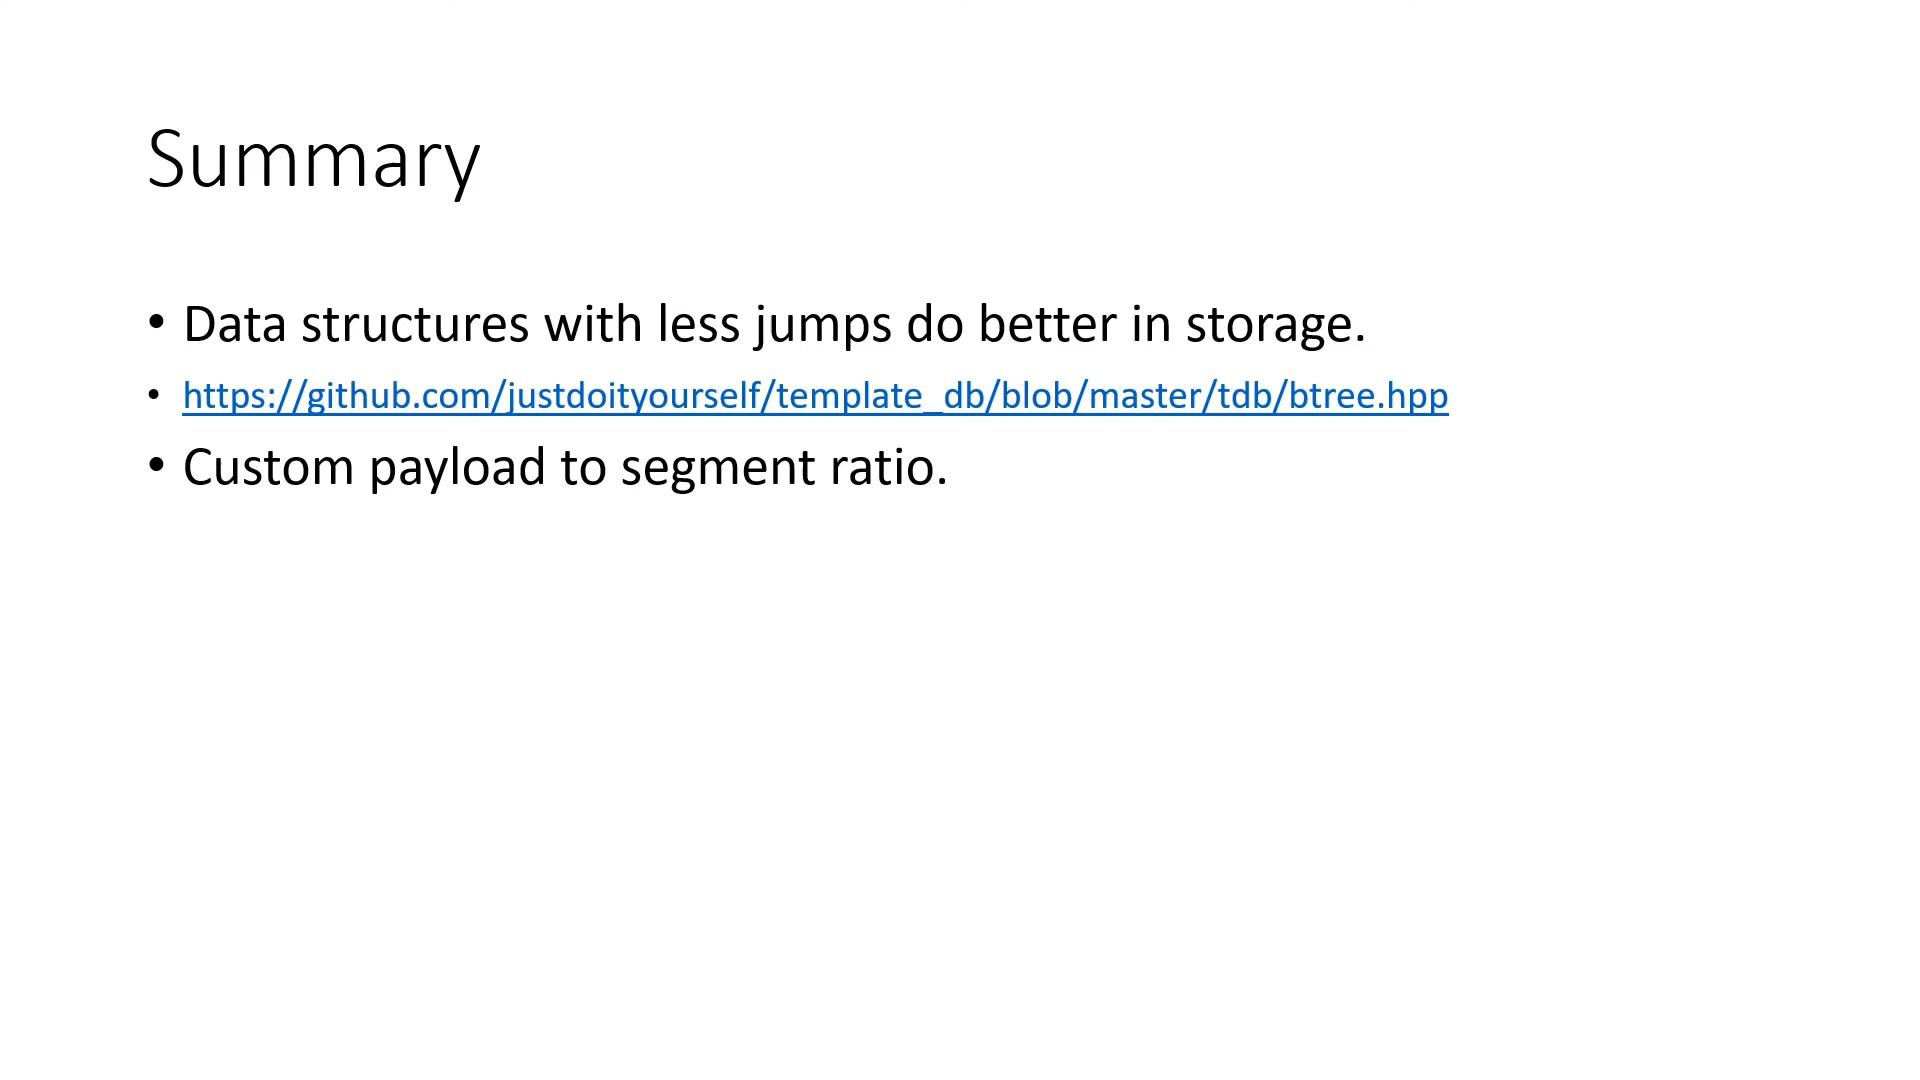 Summary
• Data structures with less jumps do better in storage.
• https://github.com/justdoityourself/template_db/blob/master/tdb/btree.hpp
• Custom payload to segment ratio.